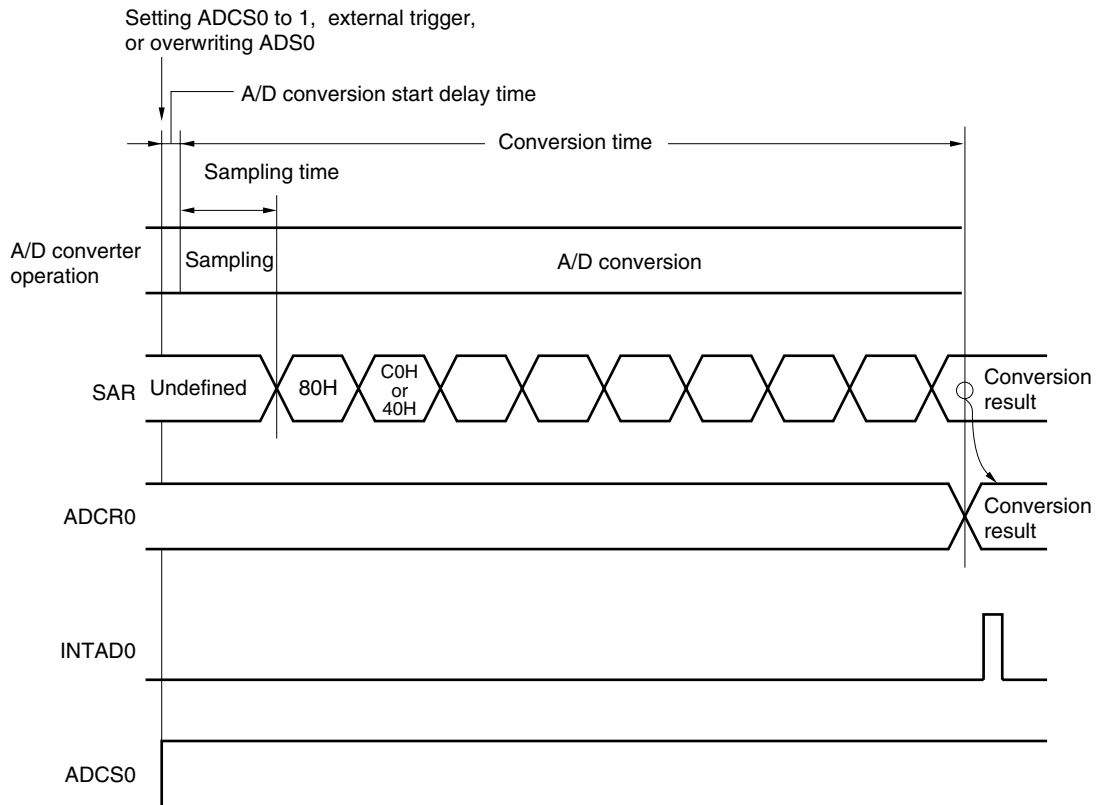 Setting ADCS0 to 1, external trigger,
or overwriting ADS0
A/D conversion start delay time
Conversion time
Sampling time
A/D converter
operation
Sampling
A/D conversion
SAR
Undefined
80H
C0H
or
40H
Conversion
result
ADCR0
Conversion
result
INTAD0
ADCS0